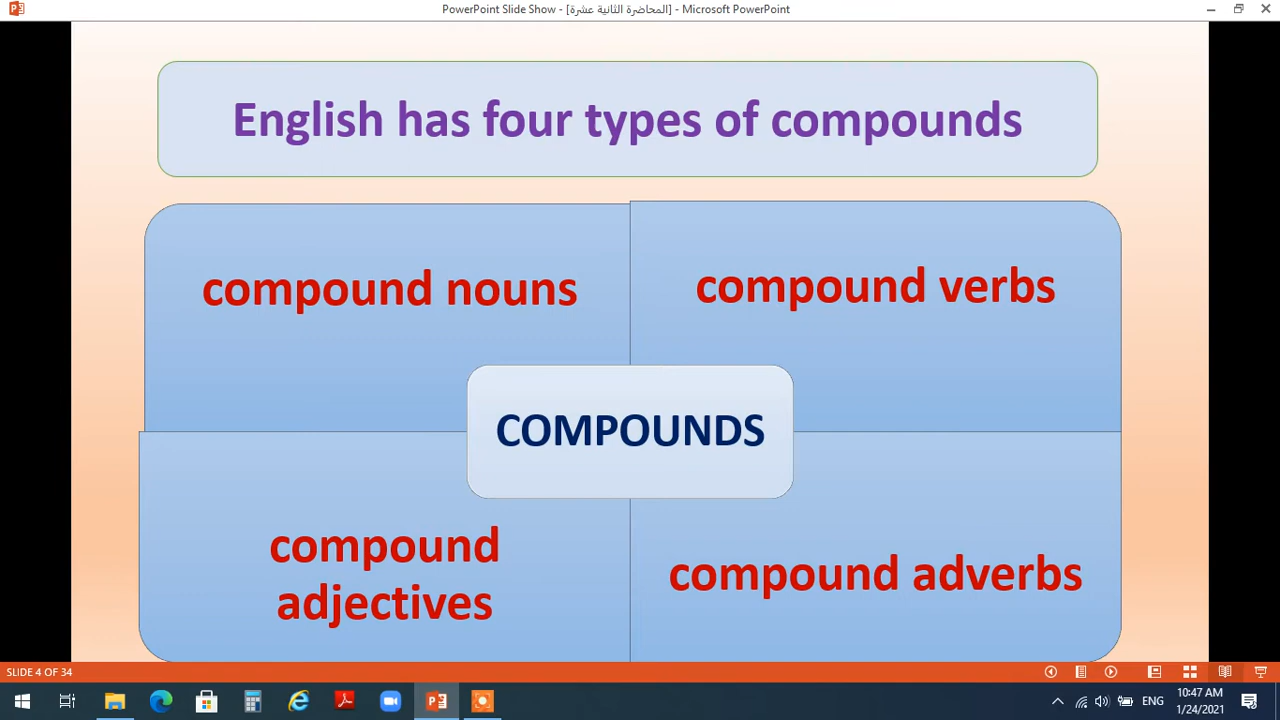 PowerPoint Slide Show - [المحاضرة الثانية عشرة] - Microsoft PowerPoint
English has four types of compounds
compound nouns
compound verbs
COMPOUNDS
compound
adjectives
compound adverbs
SLIDE 4 OF 34
ENG
10:47 AM
1/24/2021